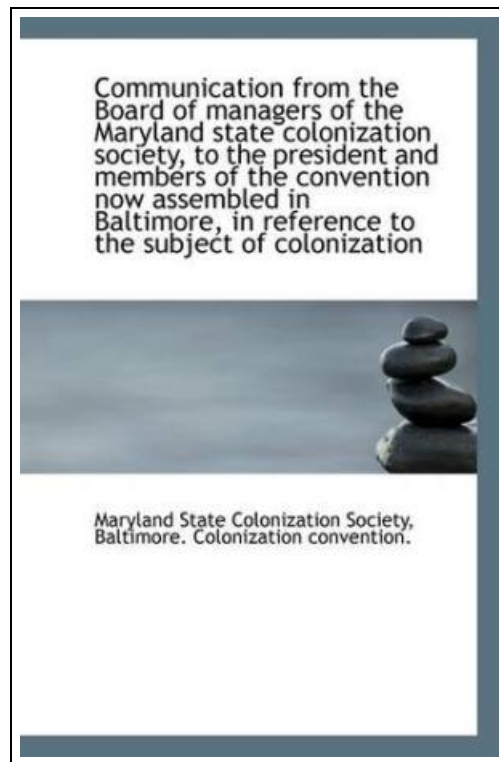 Communication from the
Board of managers of the
Maryland state colonization
society, to the president and
members of the convention
now assembled in
Baltimore, in reference to
the subject of colonization
Maryland State Colonization Society,
Baltimore. Colonization convention.